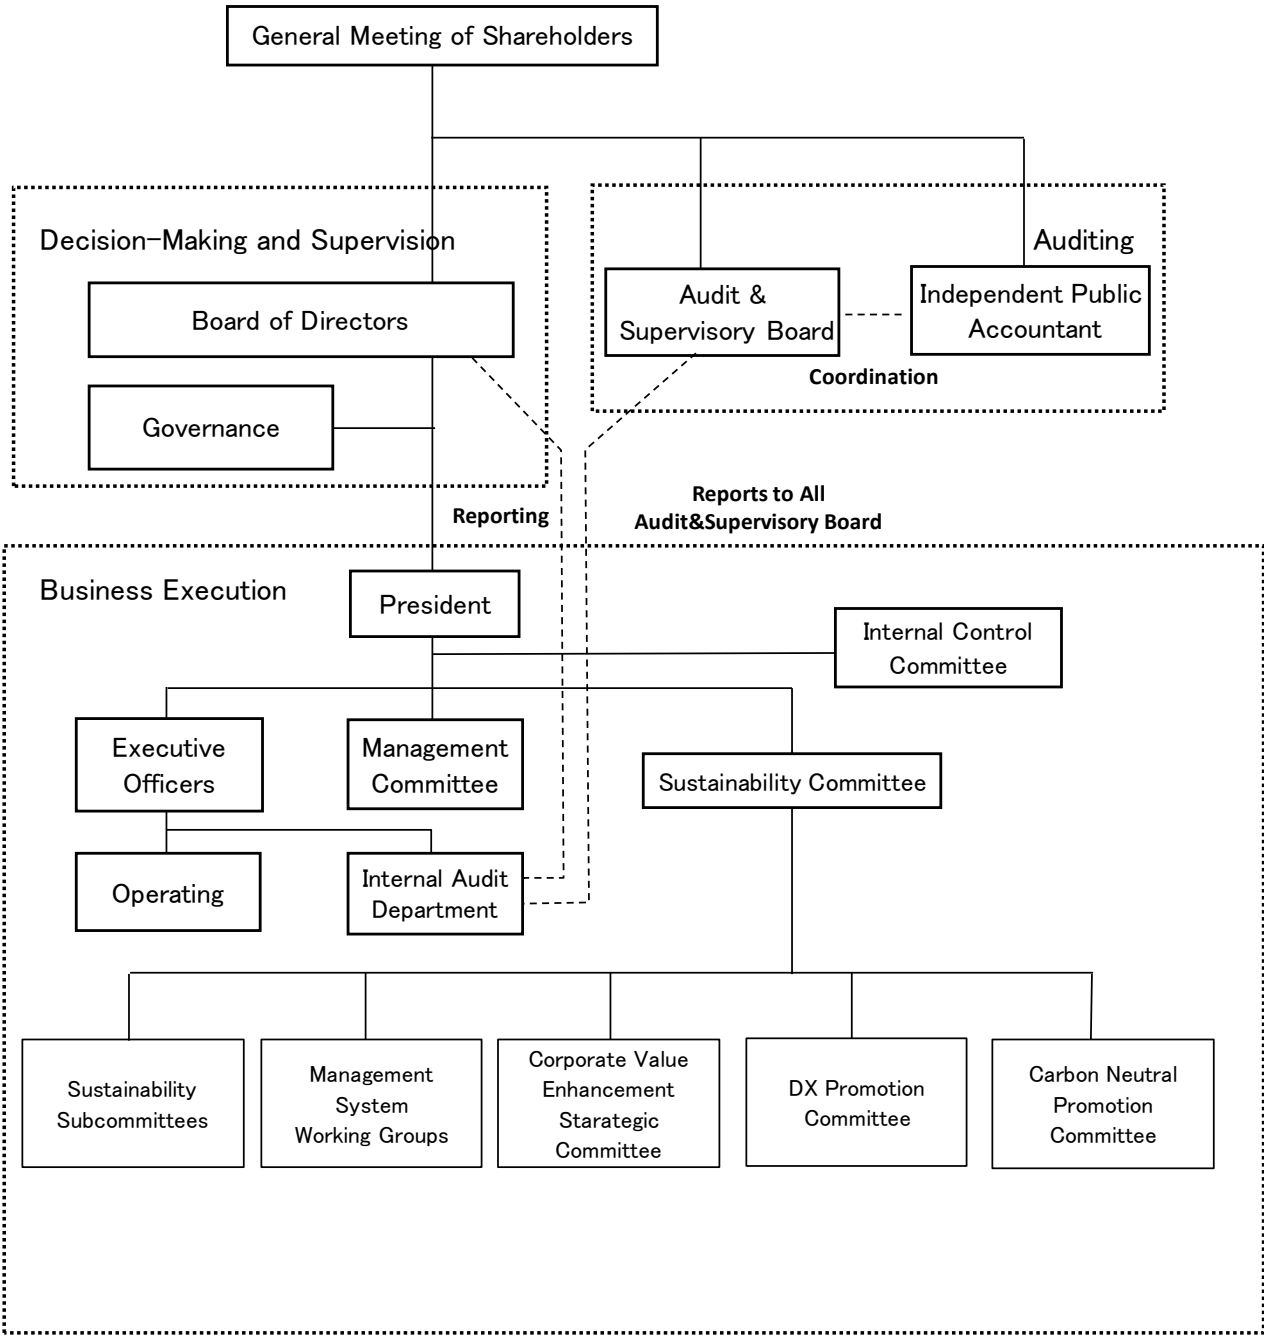 General Meeting of Shareholders
Decision-Making and Supervision
Auditing
Board of Directors
Audit &
Supervisory Board
Independent Public
Accountant
Coordination
Governance
Reporting
Reports to All
Audit&Supervisory Board
Business Execution
President
Internal Control
Committee
Executive
Officers
Management
Committee
Sustainability Committee
Operating
Internal Audit
Department
Sustainability
Subcommittees
Management
System
Working Groups
Corporate Value
Enhancement
Starategic
Committee
DX Promotion
Committee
Carbon Neutral
Promotion
Committee